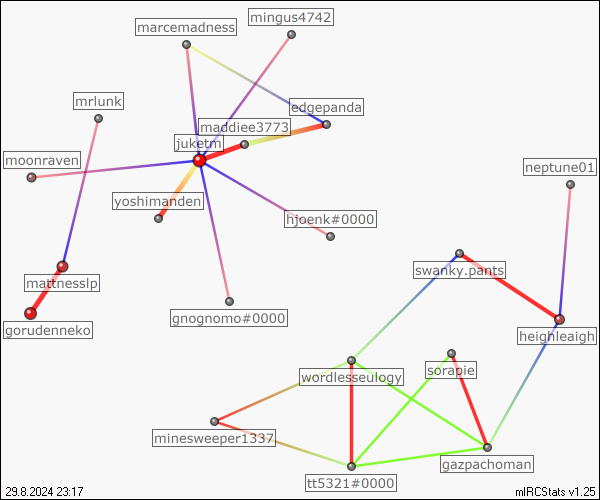 mingus4742
marcemadness
mrlunk
edgepanda
maddiee3773
juketm
moonraven
neptune01
yoshimanden
hjoenk#0000
swanky.pants
mattnesslp
gnognomo#0000
gorudenneko
heighleaigh
sorapie
wordlesseulogy
minesweeper1337
gazpachoman
tt5321#0000
29.8.2024 23:17
mIRCStats v1.25